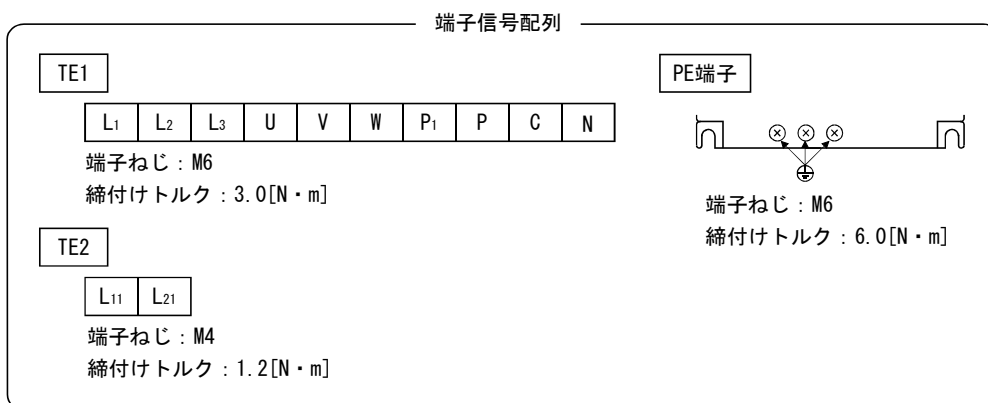 端子信号配列
TE1
L1 L2 L3 U V W P1 P C N
端子ねじ：M6
締付けトルク：3.0[N・m]
TE2
L11 L21
端子ねじ：M4
締付けトルク：1.2[N・m]
PE端子
端子ねじ：M6
締付けトルク：6.0[N・m]